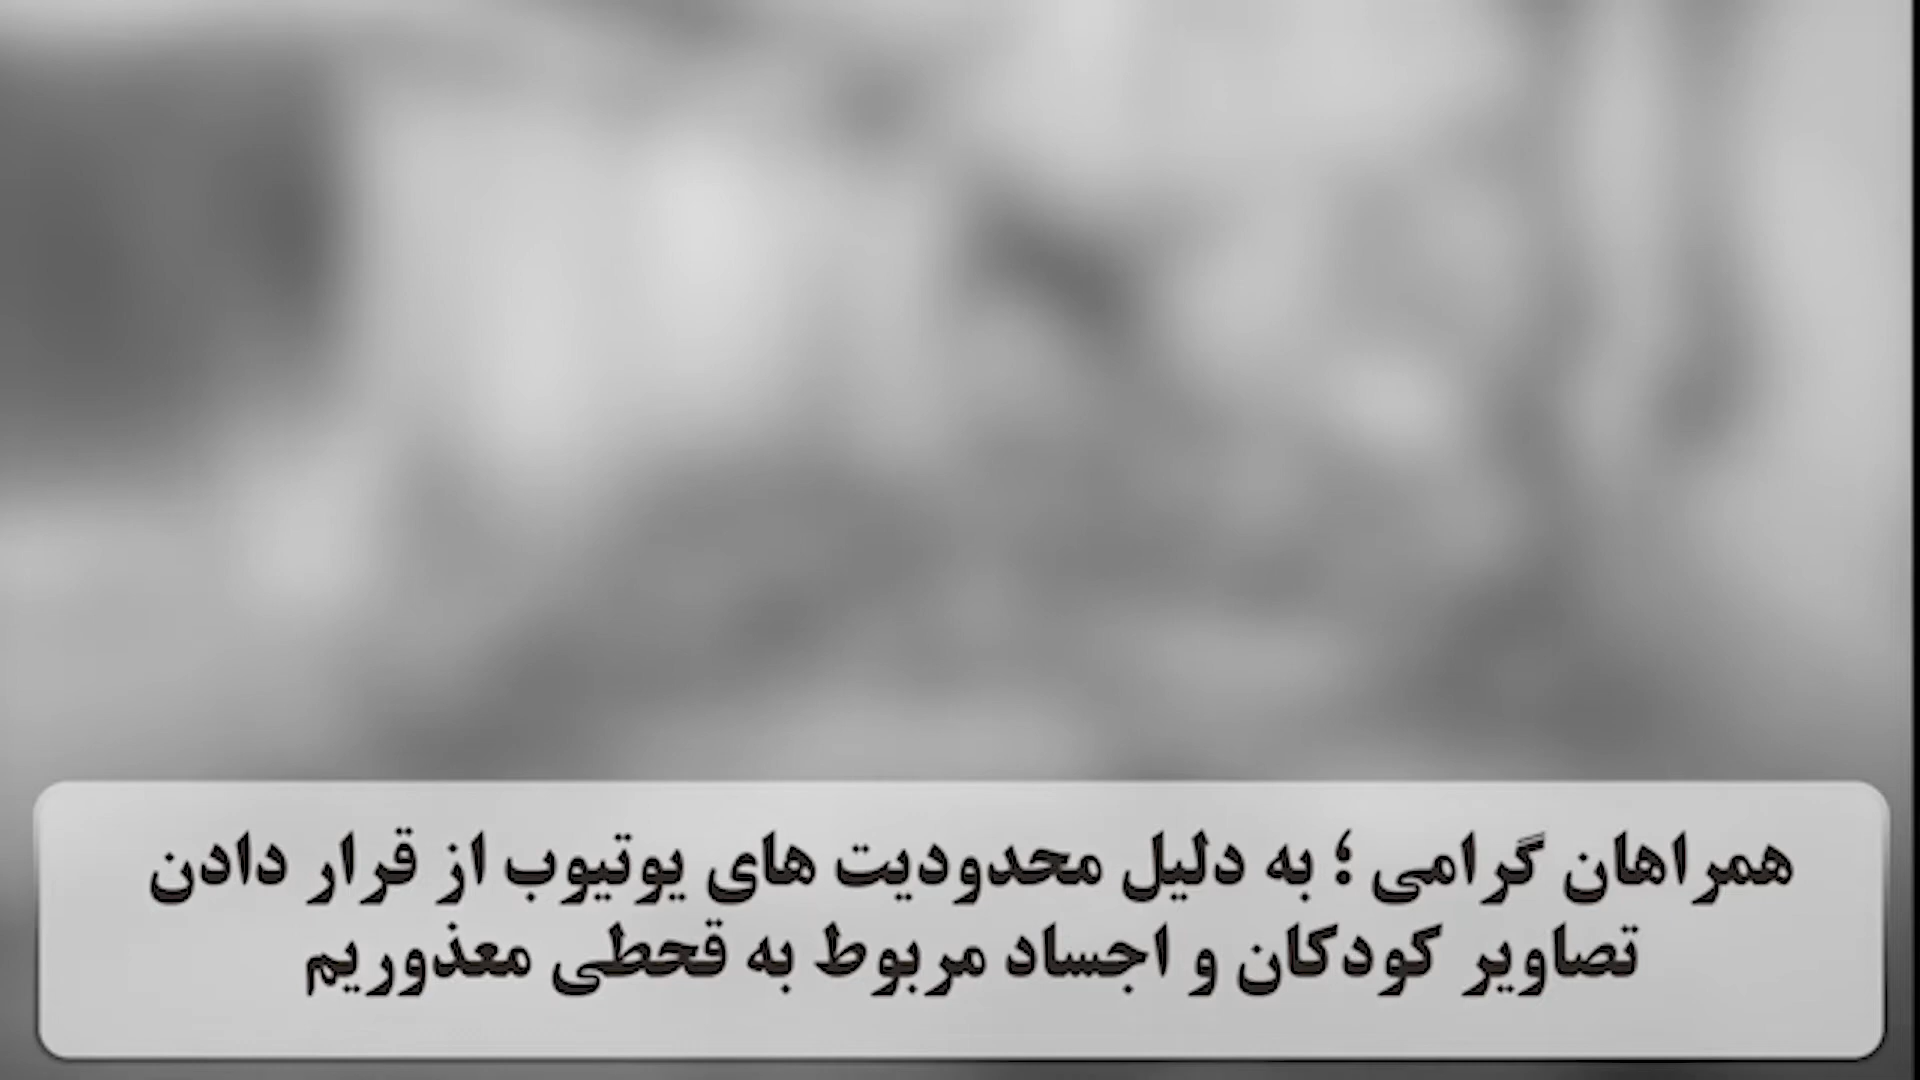 همراهان گرامی ؛ به دلیل محدودیت های یوتیوب از قرار دادن
تصاویر کودکان و اجساد مربوط به قحطی معذوریم